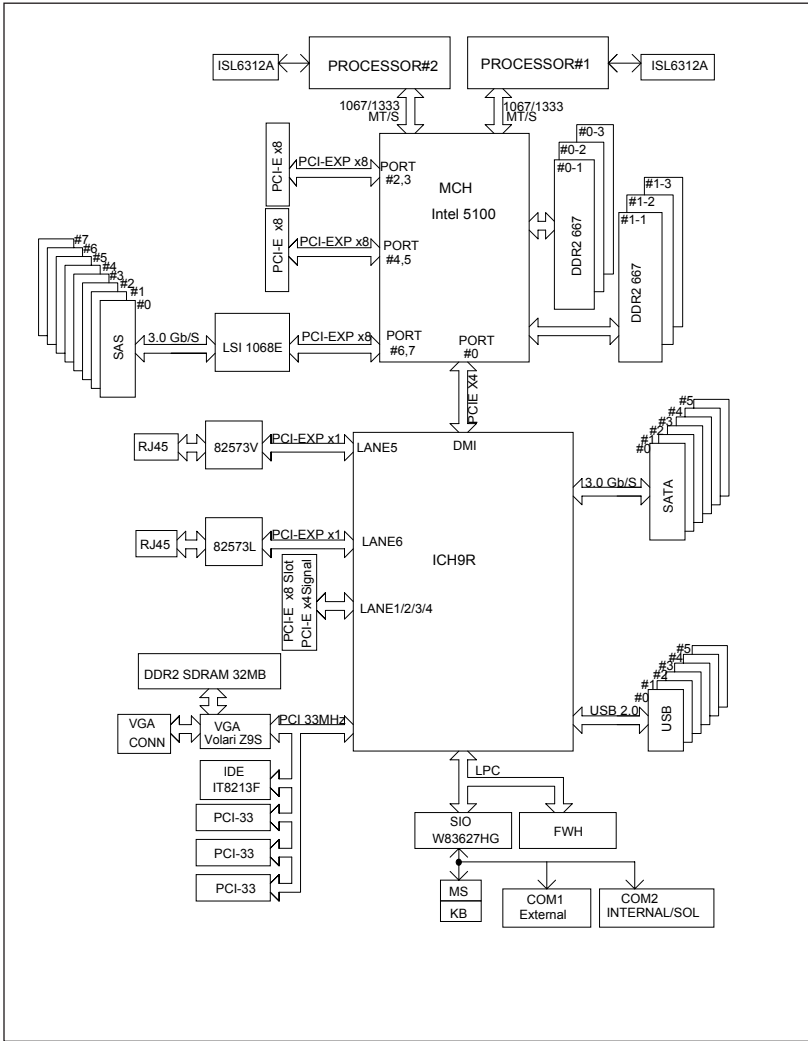 ISL6312A
PROCESSOR#2
PROCESSOR#1
ISL6312A
1067/1333
MT/S
1067/1333
MT/S
PCI-E x8
PCI-EXP x8
PORT
#2,3
MCH
Intel 5100
#0-3
#0-2
#0-1
DDR2 667
#1-3
#1-2
#1-1
DDR2 667
PCI-E x8
PCI-EXP x8
PORT
#4,5
#7
#6
#5
#4
#3
#2
#1
#0
SAS
3.0 Gb/S
LSI 1068E
PCI-EXP x8
PORT
#6,7
PORT
#0
PCIE X4
RJ45
82573V
PCI-EXP x1
LANE5
DMI
#5
#4
#3
#2
#1
#0
3.0 Gb/S
SATA
RJ45
82573L
PCI-EXP x1
LANE6
ICH9R
PCI-E x8 Slot
PCI-E x4Signal
LANE1/2/3/4
DDR2 SDRAM 32MB
VGA
CONN
VGA
Volari Z9S
PCI 33MHz
#5
#4
#3
#2
#1
#0
USB 2.0
USB
IDE
IT8213F
PCI-33
PCI-33
PCI-33
LPC
SIO
W83627HG
FWH
MS
KB
COM1
External
COM2
INTERNAL/SOL